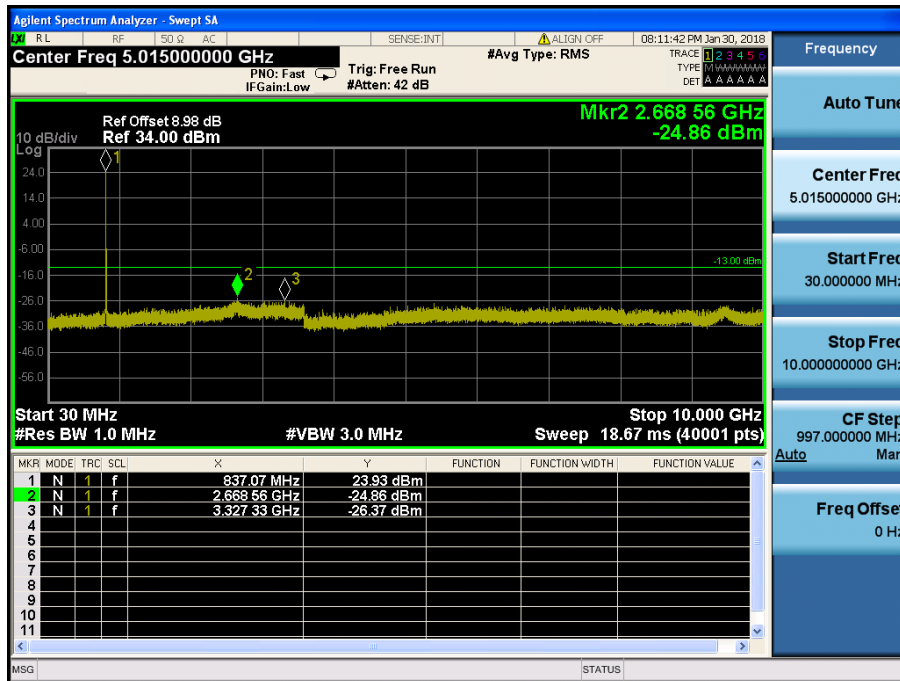 Agilent Spectrum Analyzer - Swept SA
LXI RL RF 50 Ω AC SENSE:INT ALIGN OFF 08:11:42 PM Jan 30, 2018
Center Freq 5.015000000 GHz
PNO: Fast
IFGain:Low
Trig: Free Run
#Atten: 42 dB
#Avg Type: RMS
TRACE 1 2 3 4 5 6
TYPE MWWWWW
DET A A A A A A
Mkr2 2.668 56 GHz
-24.86 dBm
Ref Offset 8.98 dB
10 dB/div Ref 34.00 dBm
Log
24.0
14.0
4.00
-6.00
-16.0
-26.0
-36.0
-46.0
-56.0
1
2
3
-13.00 dBm
Start 30 MHz Stop 10.000 GHz
#Res BW 1.0 MHz #VBW 3.0 MHz Sweep 18.67 ms (40001 pts)
MKR MODE TRC SCL X Y FUNCTION FUNCTION WIDTH FUNCTION VALUE
1 N 1 f 837.07 MHz 23.93 dBm
2 N 1 f 2.668 56 GHz -24.86 dBm
3 N 1 f 3.327 33 GHz -26.37 dBm
4
5
6
7
8
9
10
11
MSG STATUS
Frequency
Auto Tune
Center Freq
5.015000000 GHz
Start Freq
30.000000 MHz
Stop Freq
10.000000000 GHz
CF Step
997.000000 MHz
Auto Man
Freq Offset
0 Hz